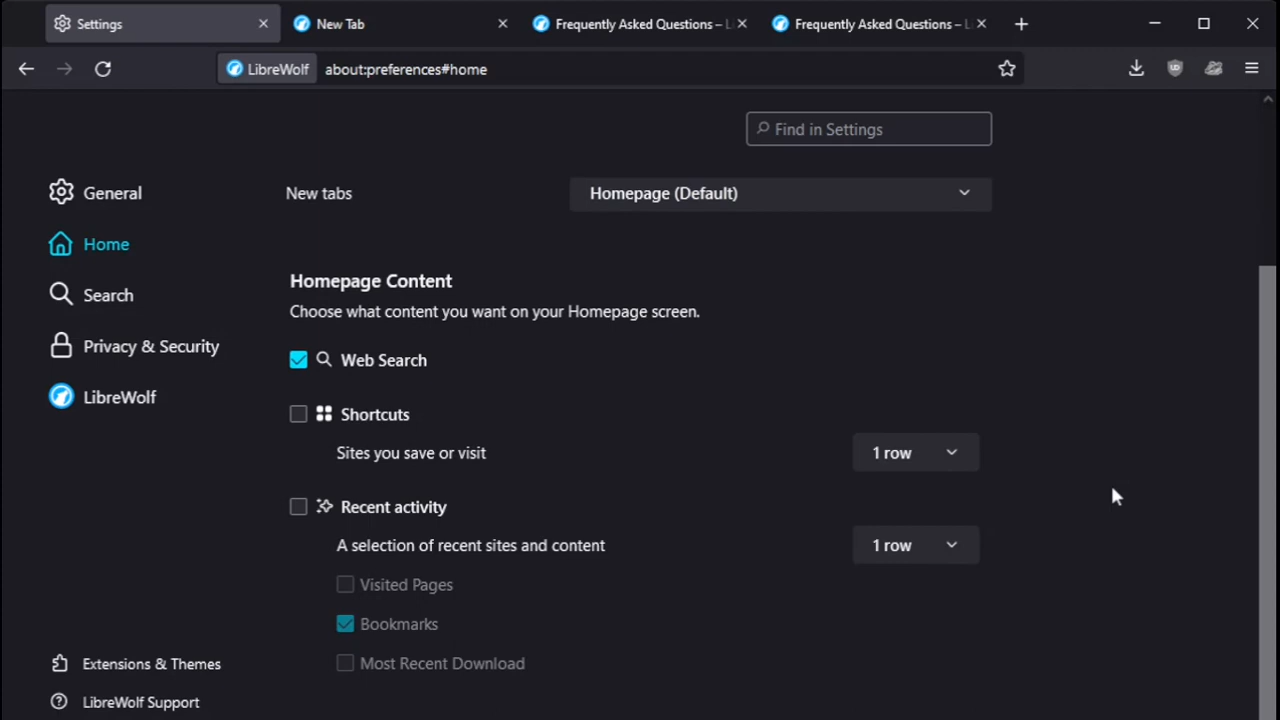 Settings
New Tab
Frequently Asked Questions – L
Frequently Asked Questions – L
LibreWolf
about:preferences#home
Find in Settings
General
Home
Search
Privacy & Security
LibreWolf
New tabs
Homepage (Default)
Homepage Content
Choose what content you want on your Homepage screen.
Web Search
Shortcuts
Sites you save or visit
1 row
Recent activity
A selection of recent sites and content
1 row
Visited Pages
Bookmarks
Most Recent Download
Extensions & Themes
LibreWolf Support